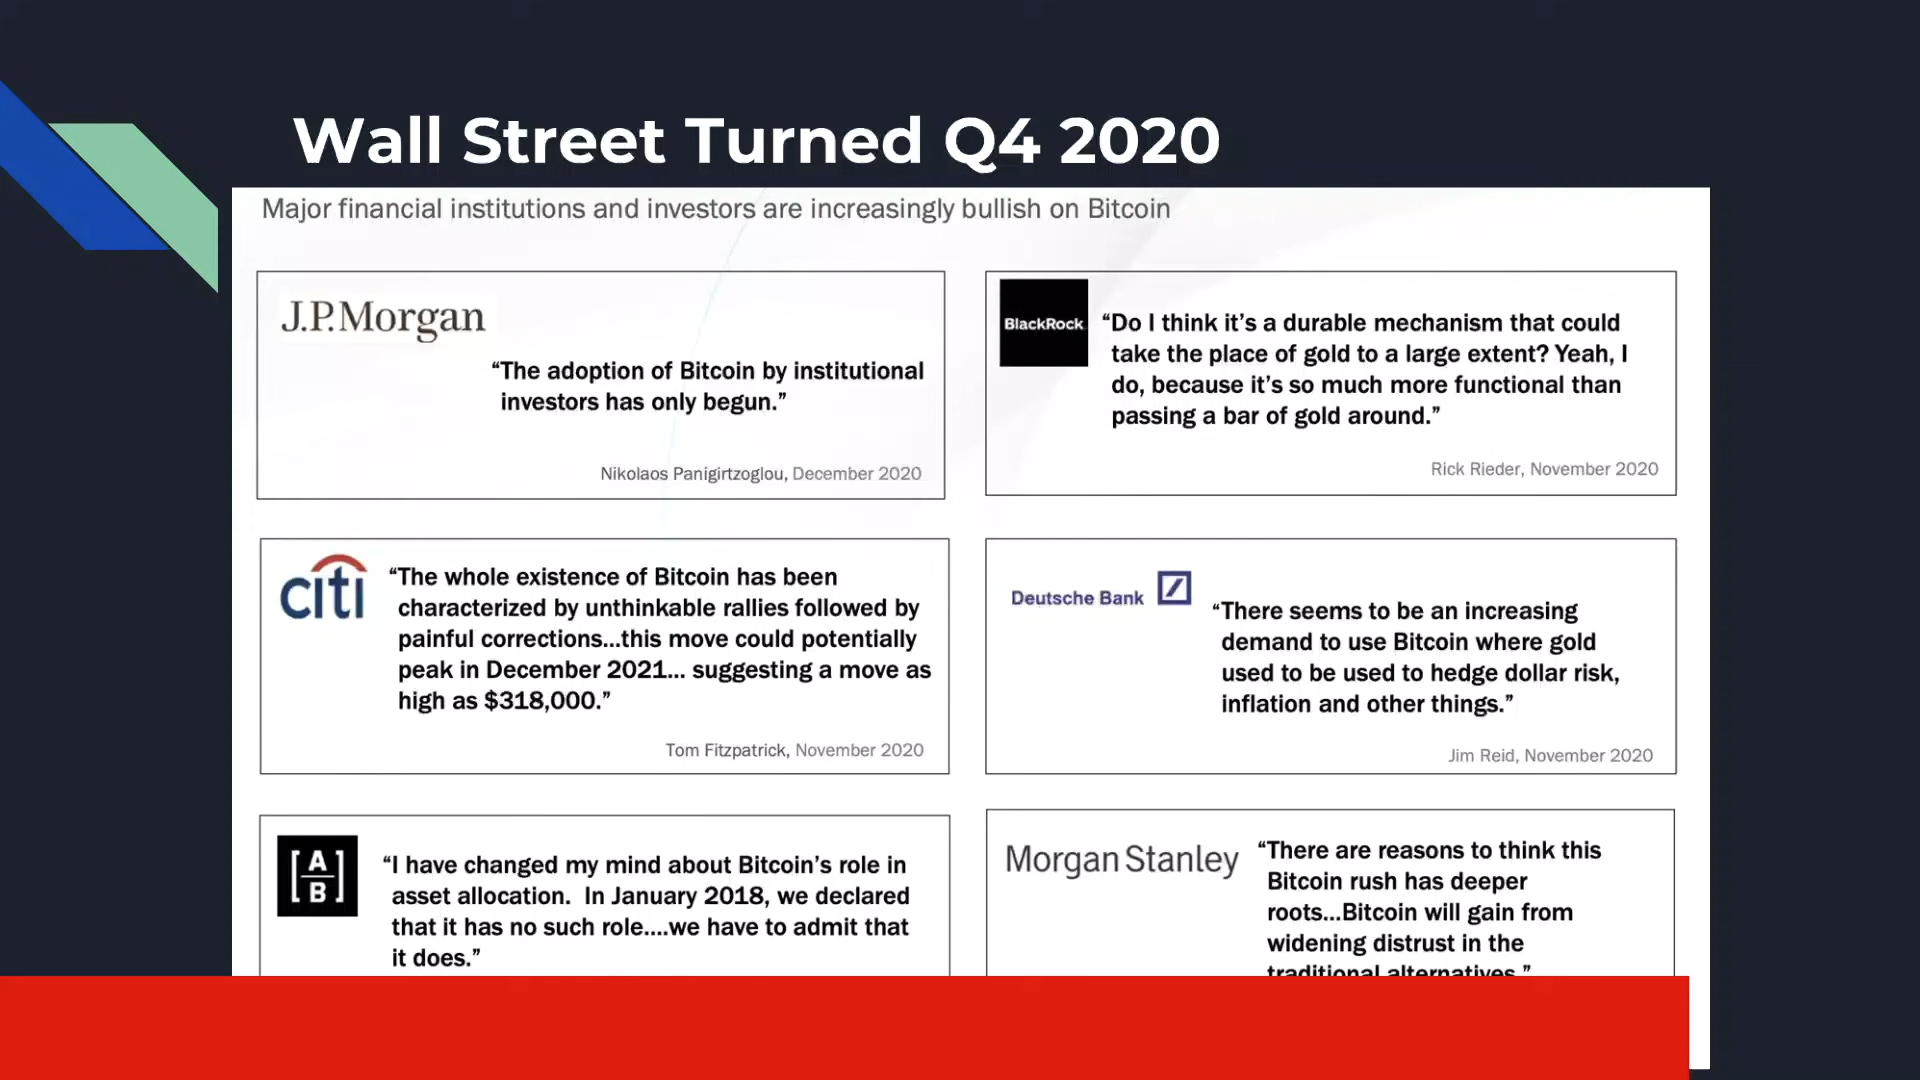 Wall Street Turned Q4 2020
Major financial institutions and investors are increasingly bullish on Bitcoin
J.P.Morgan
“The adoption of Bitcoin by institutional
investors has only begun.”
Nikolaos Panigirtzoglou, December 2020
BlackRock
“Do I think it’s a durable mechanism that could
take the place of gold to a large extent? Yeah, I
do, because it’s so much more functional than
passing a bar of gold around.”
Rick Rieder, November 2020
citi
“The whole existence of Bitcoin has been
characterized by unthinkable rallies followed by
painful corrections...this move could potentially
peak in December 2021... suggesting a move as
high as $318,000.”
Tom Fitzpatrick, November 2020
Deutsche Bank
“There seems to be an increasing
demand to use Bitcoin where gold
used to be used to hedge dollar risk,
inflation and other things.”
Jim Reid, November 2020
[A
B]
“I have changed my mind about Bitcoin’s role in
asset allocation.  In January 2018, we declared
that it has no such role....we have to admit that
it does.”
Morgan Stanley
“There are reasons to think this
Bitcoin rush has deeper
roots...Bitcoin will gain from
widening distrust in the
traditional alternatives.”